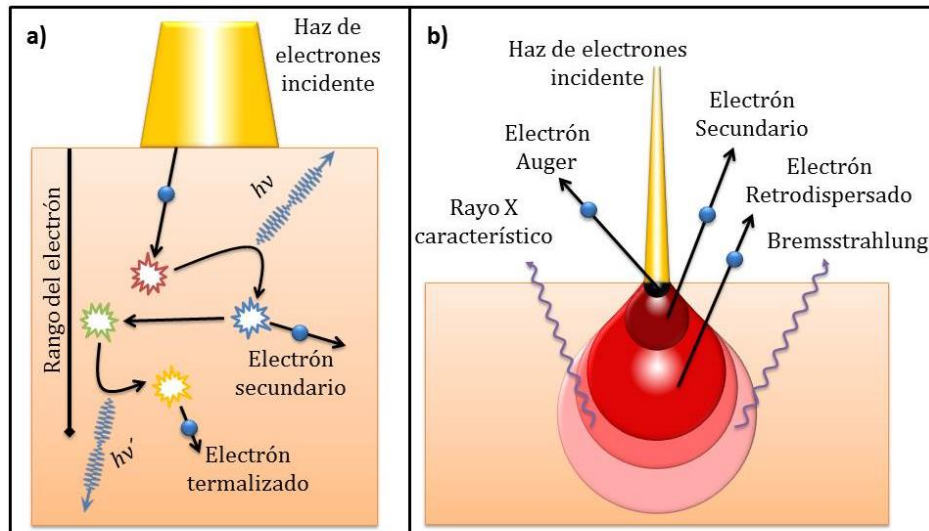 a)
Haz de
electrones
incidente
Rango del electrón
hν
Electrón
secundario
Electrón
termalizado
hν´
b)
Haz de electrones
incidente
Electrón
Auger
Electrón
Secundario
Electrón
Retrodispersado
Rayo X
característico
Bremsstrahlung